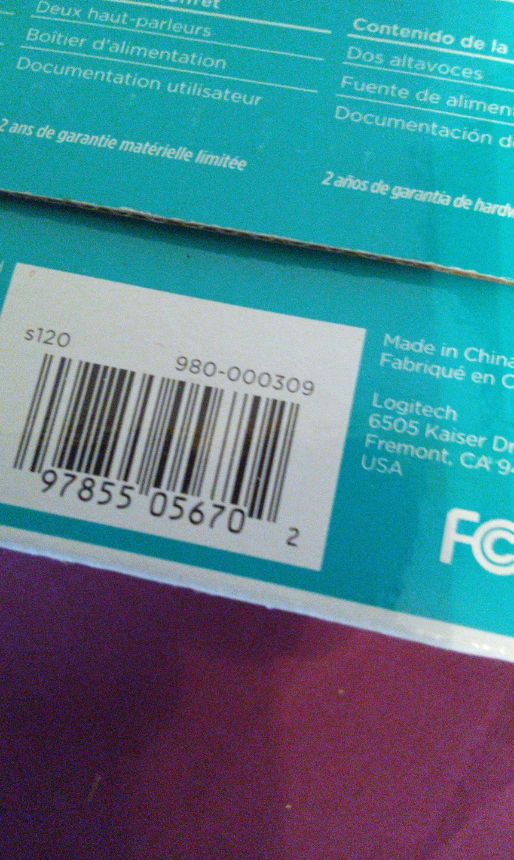 Deux haut-parleurs
Boîtier d'alimentation
Documentation utilisateur
2 ans de garantie matérielle limitée
Contenido de la
Dos altavoces
Fuente de
Documentación
2 años de garantía de
s120
980-000309
97855 05670 2
Made in China
Fabriqué en
Logitech
6505 Kaiser Dr
Fremont, CA 94
USA
FC